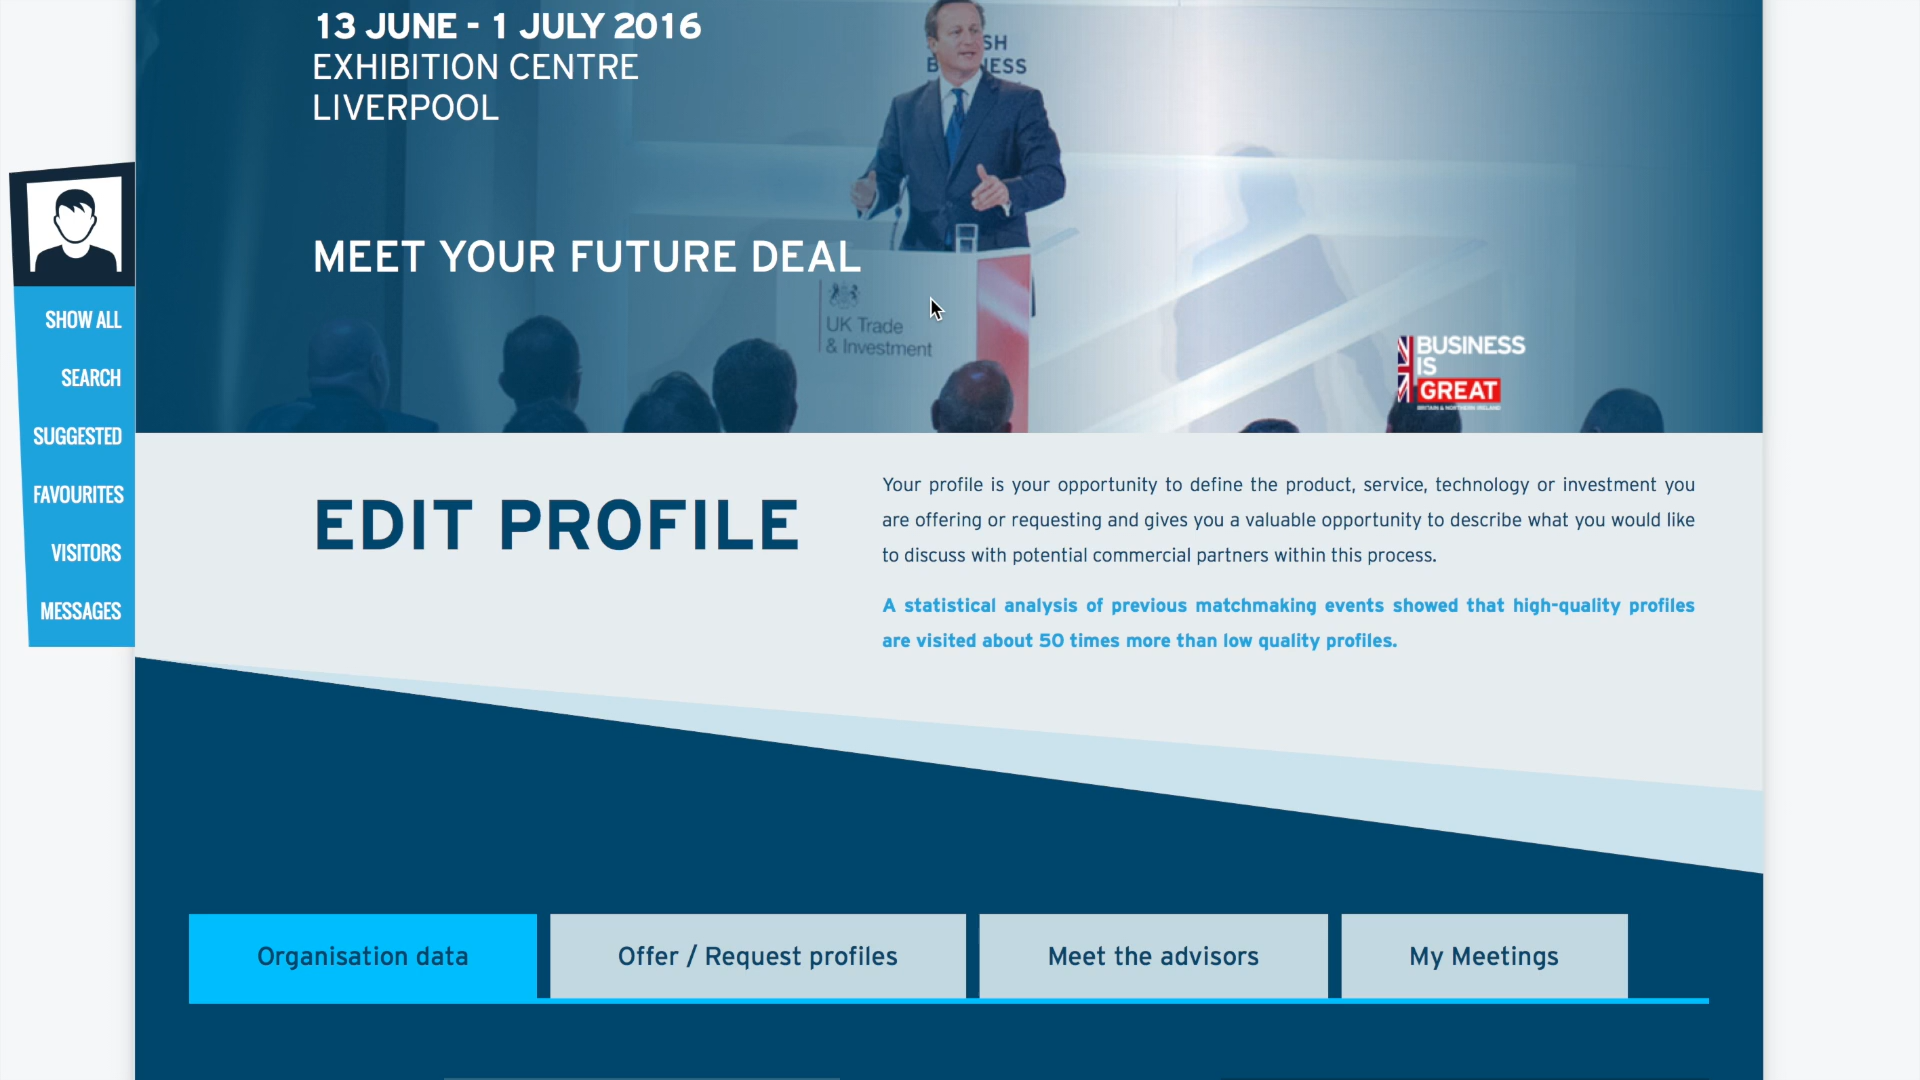 13 JUNE - 1 JULY 2016
EXHIBITION CENTRE
LIVERPOOL
MEET YOUR FUTURE DEAL
UK Trade
& Investment
BUSINESS
IS
GREAT
BRITAIN & NORTHERN IRELAND
SHOW ALL
SEARCH
SUGGESTED
FAVOURITES
VISITORS
MESSAGES
EDIT PROFILE
Your profile is your opportunity to define the product, service, technology or investment you
are offering or requesting and gives you a valuable opportunity to describe what you would like
to discuss with potential commercial partners within this process.
A statistical analysis of previous matchmaking events showed that high-quality profiles
are visited about 50 times more than low quality profiles.
Organisation data
Offer / Request profiles
Meet the advisors
My Meetings